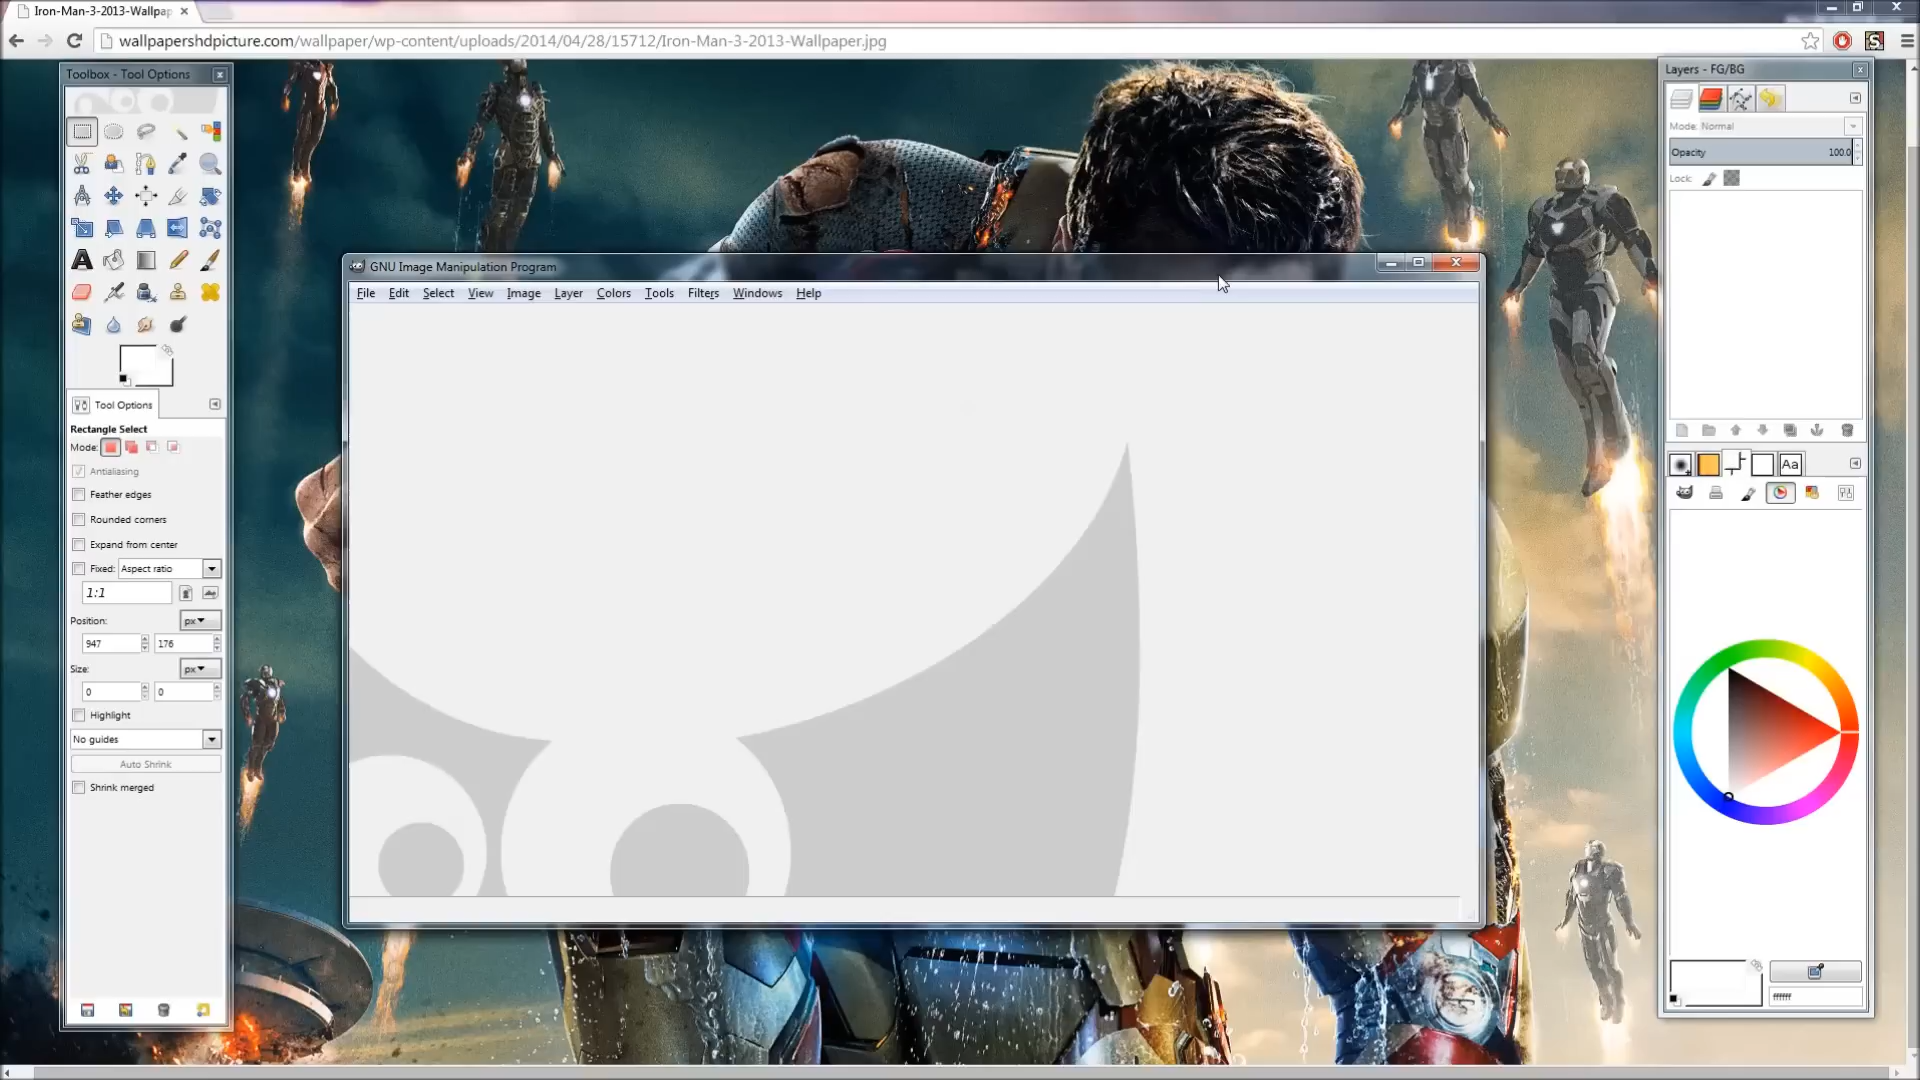 Iron-Man-3-2013-Wallpap
wallpapershdpicture.com/wallpaper/wp-content/uploads/2014/04/28/15712/Iron-Man-3-2013-Wallpaper.jpg
Toolbox - Tool Options
Tool Options
Rectangle Select
Mode:
Antialiasing
Feather edges
Rounded corners
Expand from center
Fixed: Aspect ratio
1:1
Position: px
947 176
Size: px
0 0
Highlight
No guides
Auto Shrink
Shrink merged
GNU Image Manipulation Program
File Edit Select View Image Layer Colors Tools Filters Windows Help
Layers - FG/BG
Mode: Normal
Opacity 100.0
Lock:
Aa
ffffff